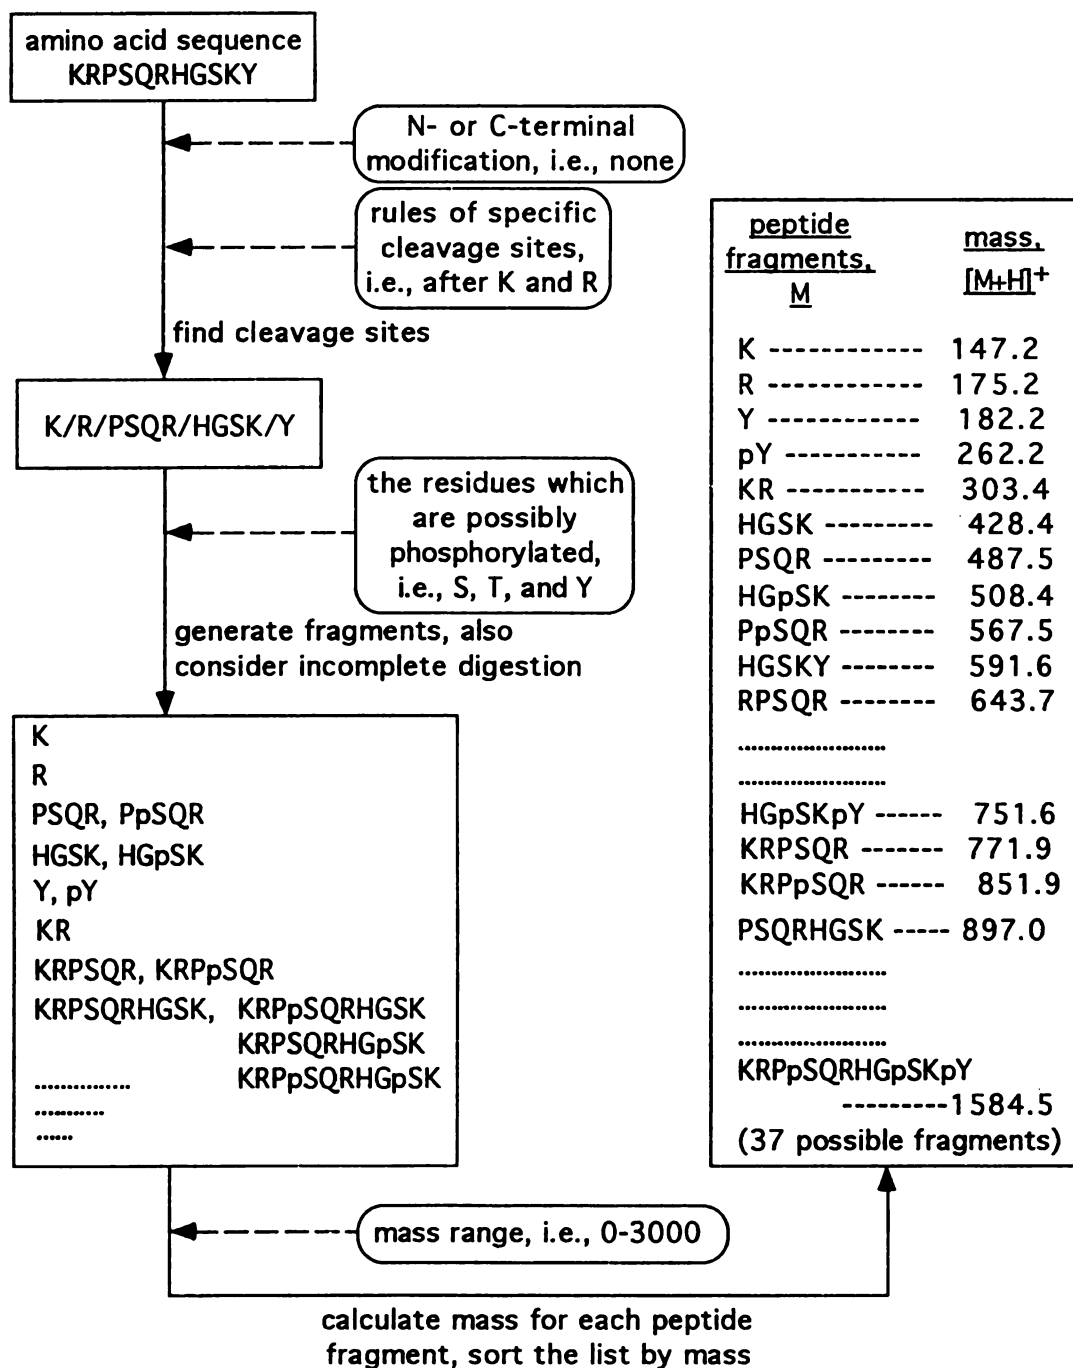 amino acid sequence
KRPSQRHGSKY
N- or C-terminal
modification, i.e., none
rules of specific
cleavage sites,
i.e., after K and R
find cleavage sites
K/R/PSQR/HGSK/Y
the residues which
are possibly
phosphorylated,
i.e., S, T, and Y
generate fragments, also
consider incomplete digestion
K
R
PSQR, PpSQR
HGSK, HGpSK
Y, pY
KR
KRPSQR, KRPpSQR
KRPSQRHGSK, KRPpSQRHGSK
KRPSQRHGpSK
................ KRPpSQRHGpSK
............
......
mass range, i.e., 0-3000
calculate mass for each peptide
fragment, sort the list by mass
peptide mass,
fragments, [M+H]+
M
K ------------ 147.2
R ------------ 175.2
Y ------------ 182.2
pY ----------- 262.2
KR ----------- 303.4
HGSK --------- 428.4
PSQR --------- 487.5
HGpSK -------- 508.4
PpSQR -------- 567.5
HGSKY -------- 591.6
RPSQR -------- 643.7
........................
........................
HGpSKpY ------ 751.6
KRPSQR ------- 771.9
KRPpSQR ------ 851.9
PSQRHGSK ----- 897.0
........................
........................
........................
KRPpSQRHGpSKpY
---------1584.5
(37 possible fragments)